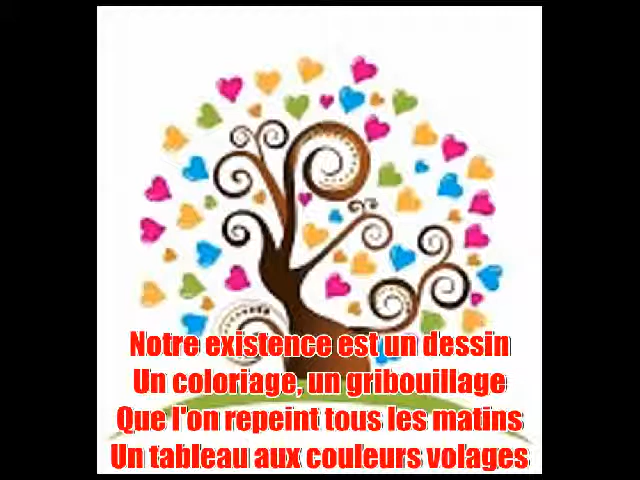 Notre existence est un dessin
Un coloriage, un gribouillage
Que l'on repeint tous les matins
Un tableau aux couleurs volages